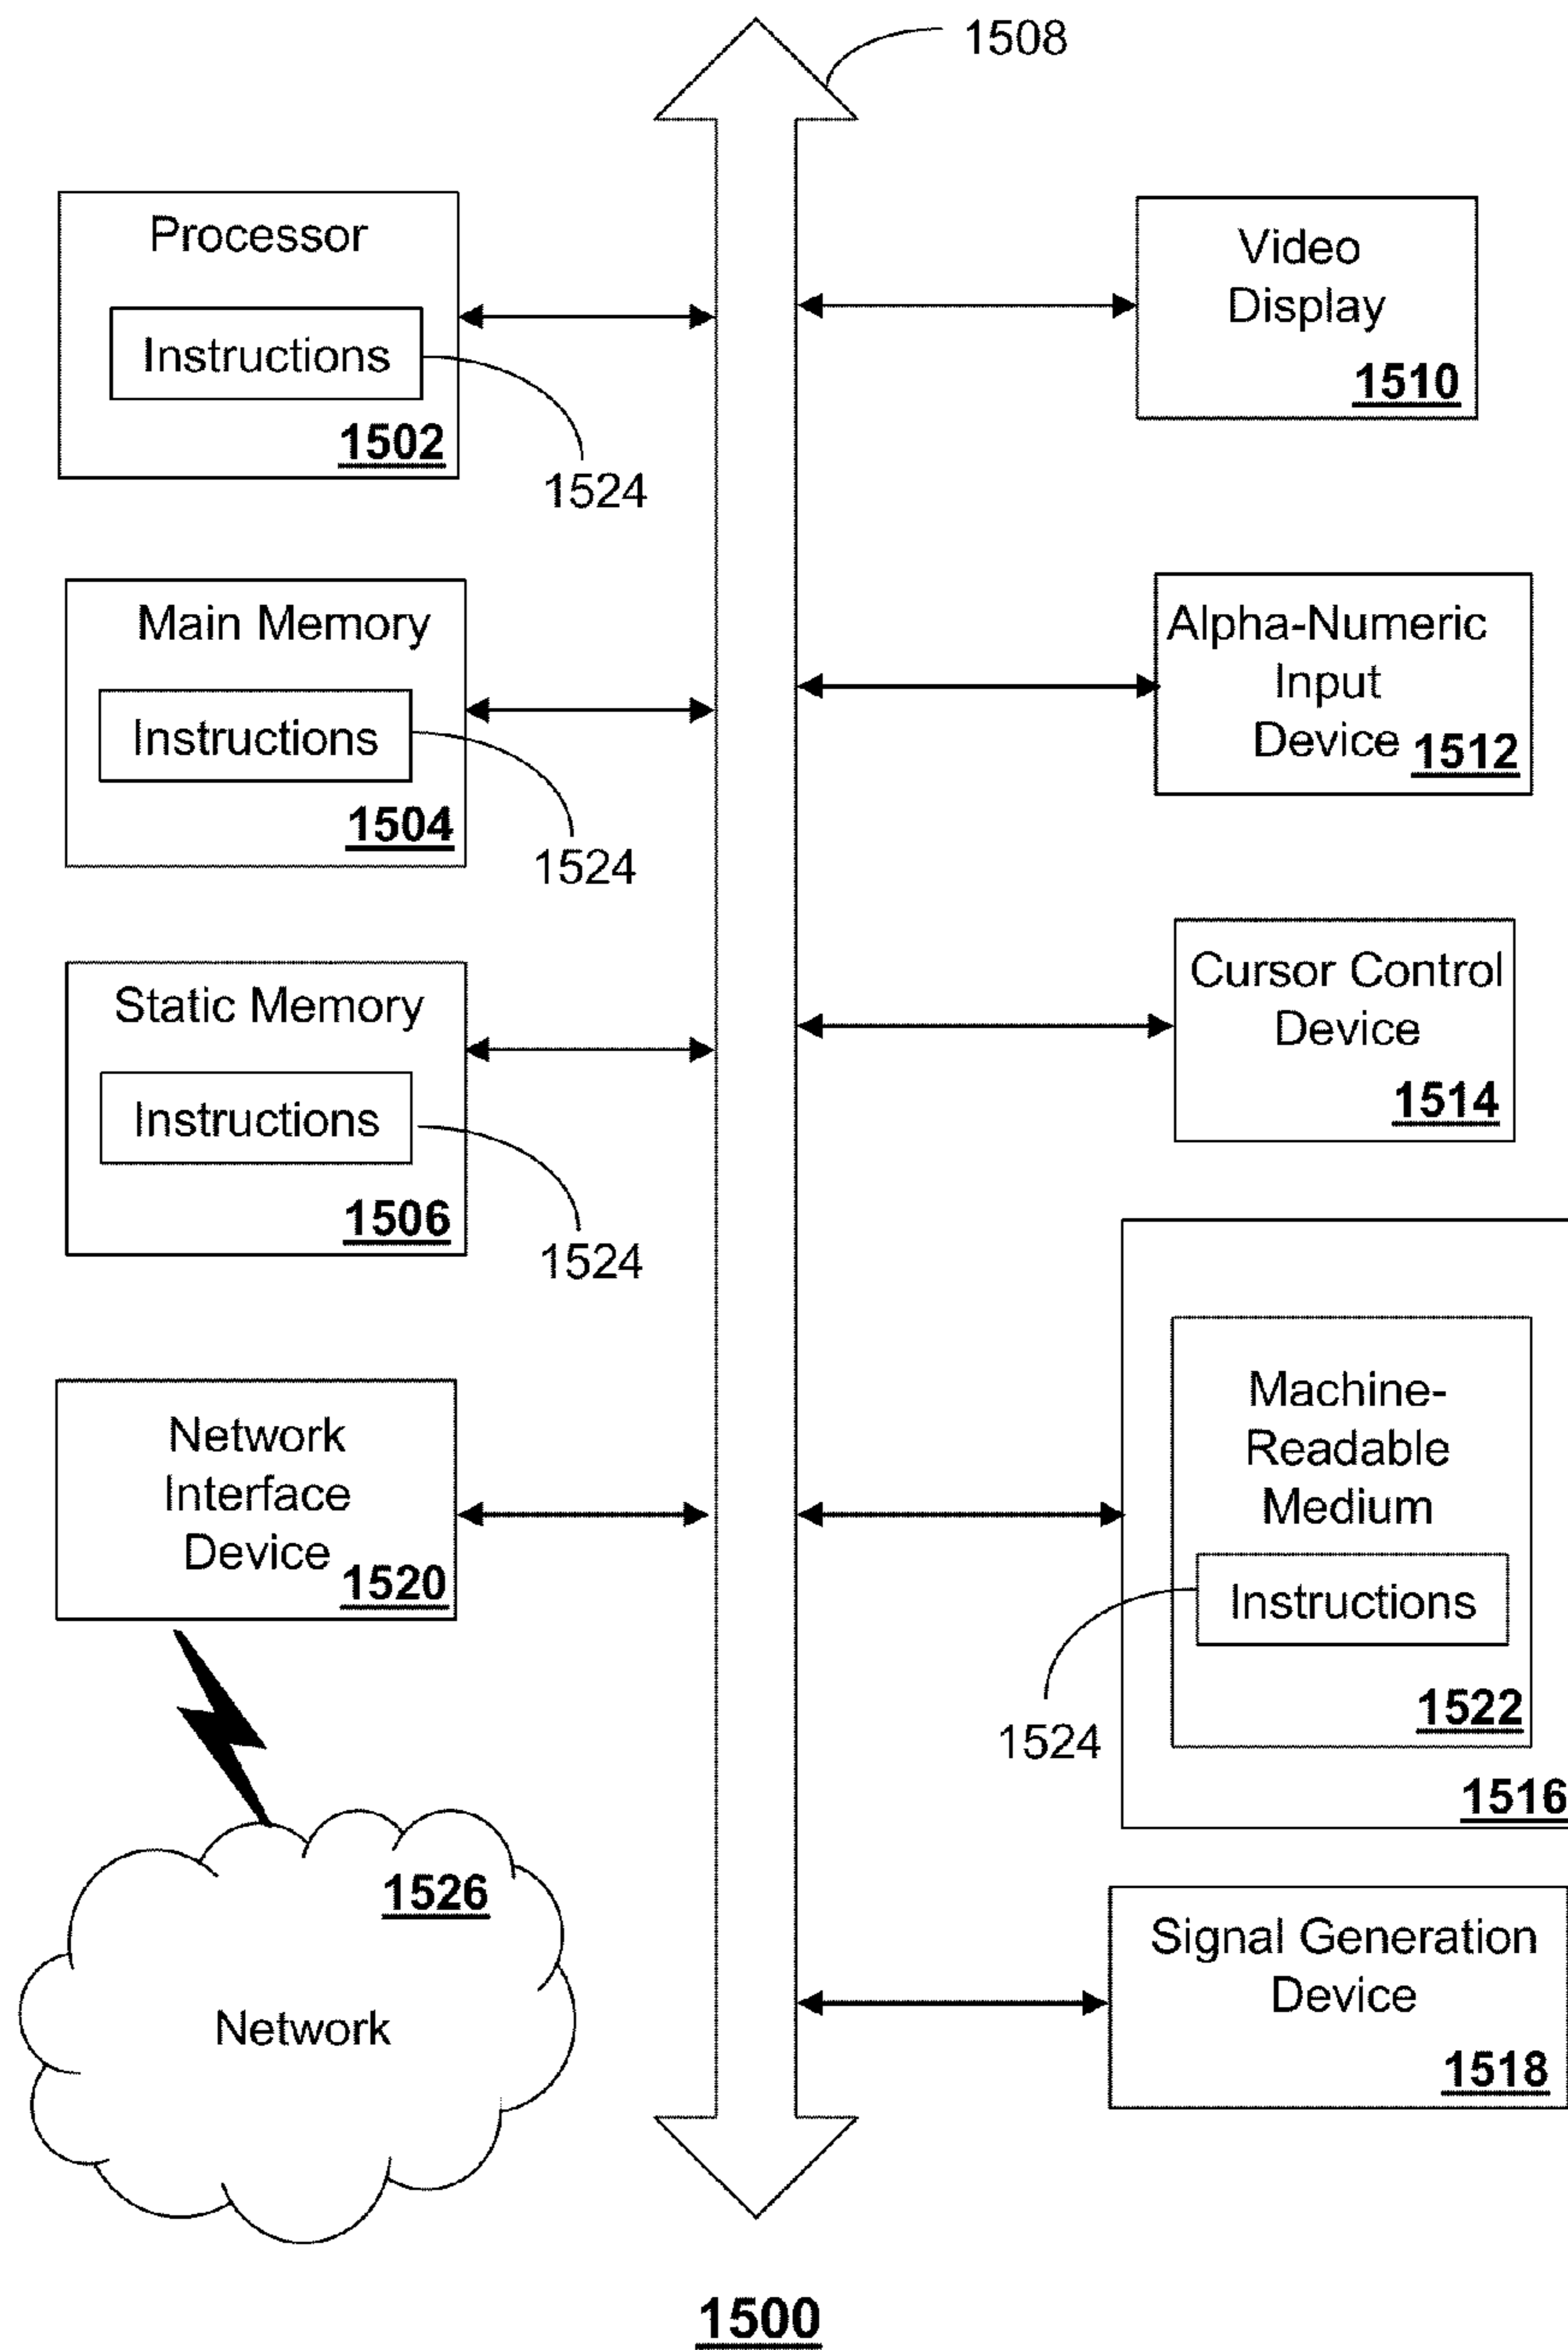 1508
Processor
Instructions
1502
1524
Main Memory
Instructions
1504
1524
Static Memory
Instructions
1506
1524
Network
Interface
Device
1520
1526
Network
Video
Display
1510
Alpha-Numeric
Input
Device 1512
Cursor Control
Device
1514
Machine-
Readable
Medium
Instructions
1524
1522
1516
Signal Generation
Device
1518
1500